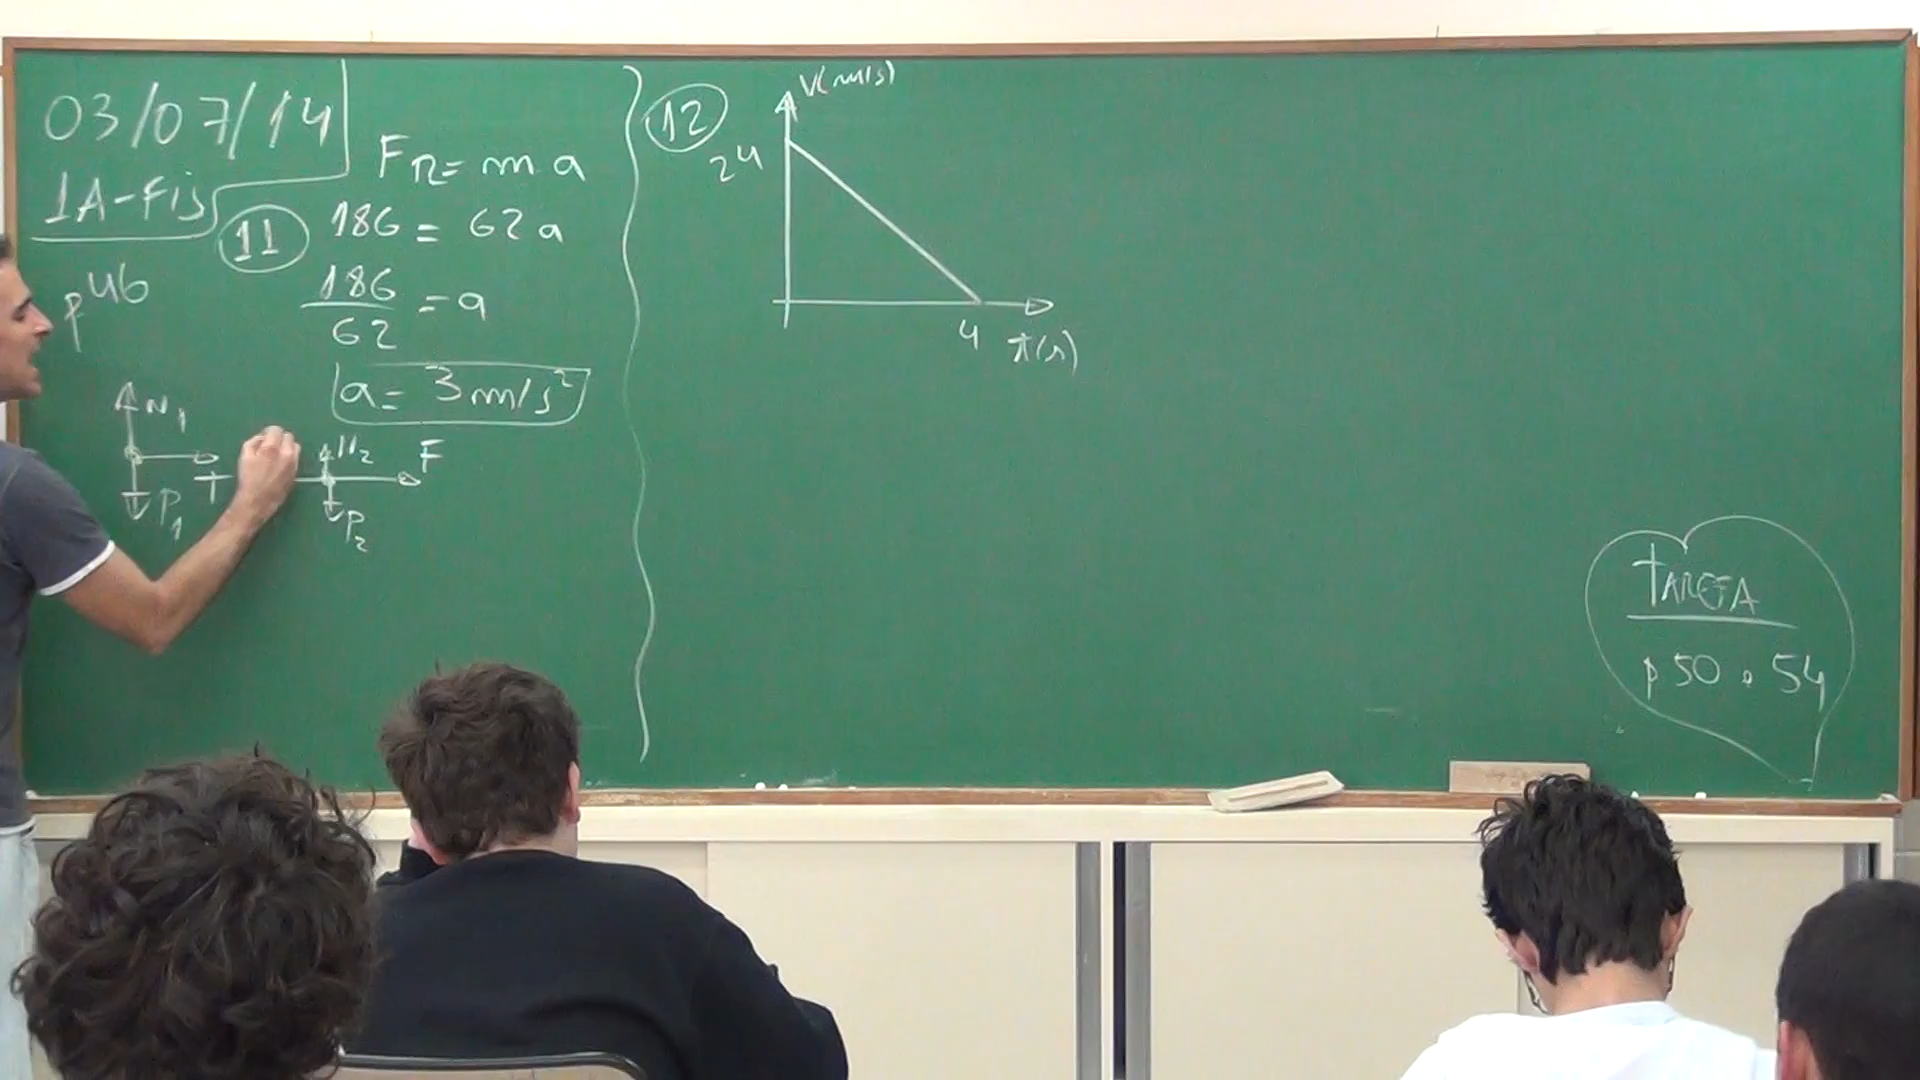 03/07/14
1A-Fis
p46
11
FR = m a
186 = 62 a
186
62
= a
a = 3 m/s²
N1
T
P1
N2
F
P2
12
V(m/s)
24
4
t(s)
TAREFA
p 50 • 54